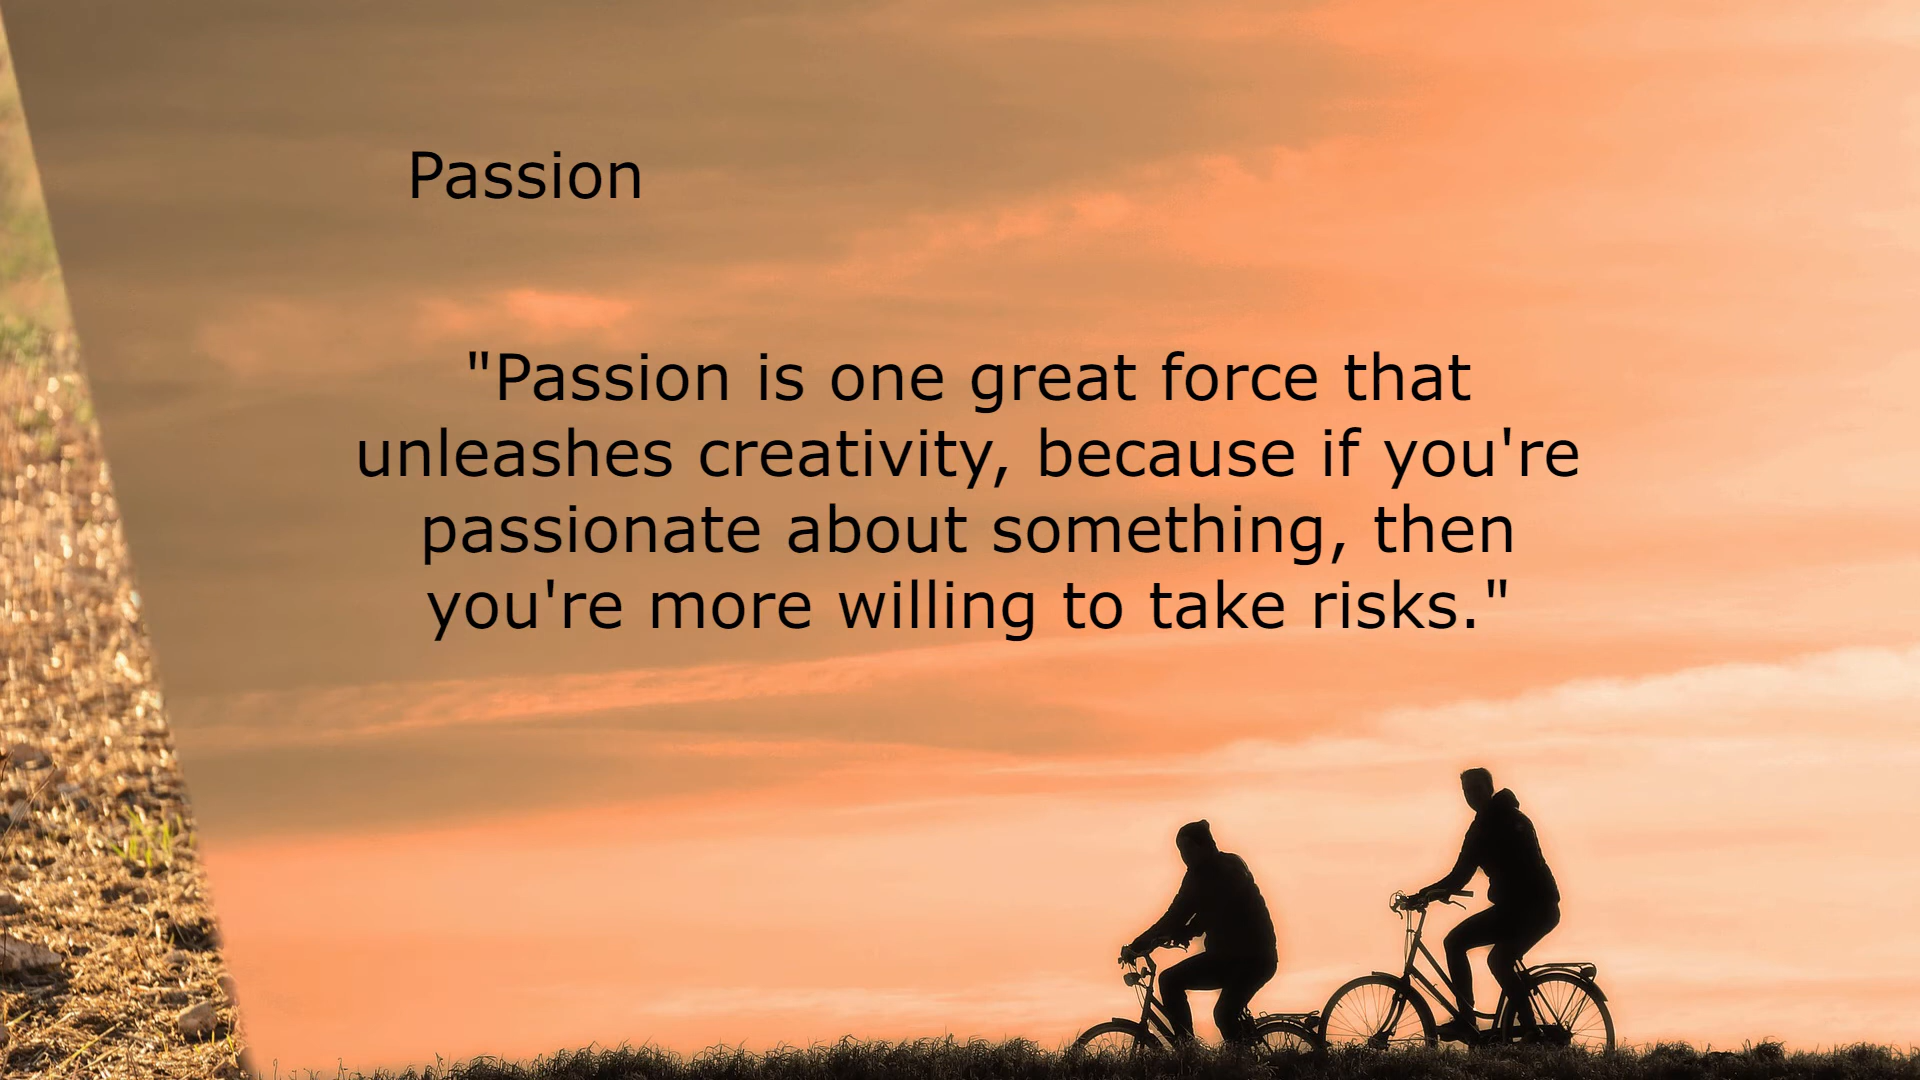 Passion
"Passion is one great force that
unleashes creativity, because if you're
passionate about something, then
you're more willing to take risks."